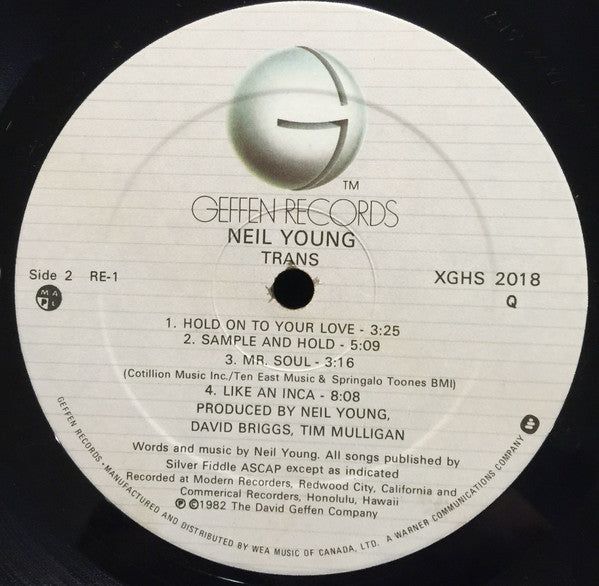 TM
GEFFEN RECORDS
NEIL YOUNG
TRANS
Side 2 RE-1
XGHS 2018
MAPL
Q
1. HOLD ON TO YOUR LOVE - 3:25
2. SAMPLE AND HOLD - 5:09
3. MR. SOUL - 3:16
(Cotillion Music Inc./Ten East Music & Springalo Toones BMI)
4. LIKE AN INCA - 8:08
PRODUCED BY NEIL YOUNG,
DAVID BRIGGS, TIM MULLIGAN
Words and music by Neil Young. All songs published by
Silver Fiddle ASCAP except as indicated
Recorded at Modern Recorders, Redwood City, California and
Commerical Recorders, Honolulu, Hawaii
℗ ©1982 The David Geffen Company
GEFFEN RECORDS, • MANUFACTURED AND DISTRIBUTED BY WEA MUSIC OF CANADA, LTD. A WARNER COMMUNICATIONS COMPANY